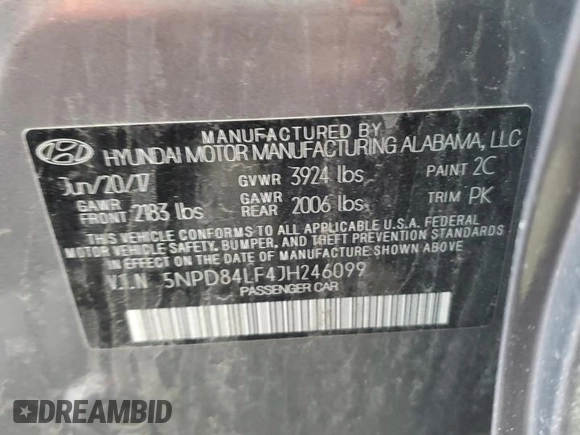 MANUFACTURED BY
HYUNDAI MOTOR MANUFACTURING ALABAMA, LLC
Jun/20/17 GVWR 3924 lbs PAINT 2C
GAWR FRONT 2183 lbs GAWR REAR 2006 lbs TRIM PK
THIS VEHICLE CONFORMS TO ALL APPLICABLE U.S.A. FEDERAL
MOTOR VEHICLE SAFETY, BUMPER, AND THEFT PREVENTION STANDARDS
IN EFFECT ON THE DATE OF MANUFACTURE SHOWN ABOVE.
V.I.N 5NPD84LF4JH246099
PASSENGER CAR
DREAMBID